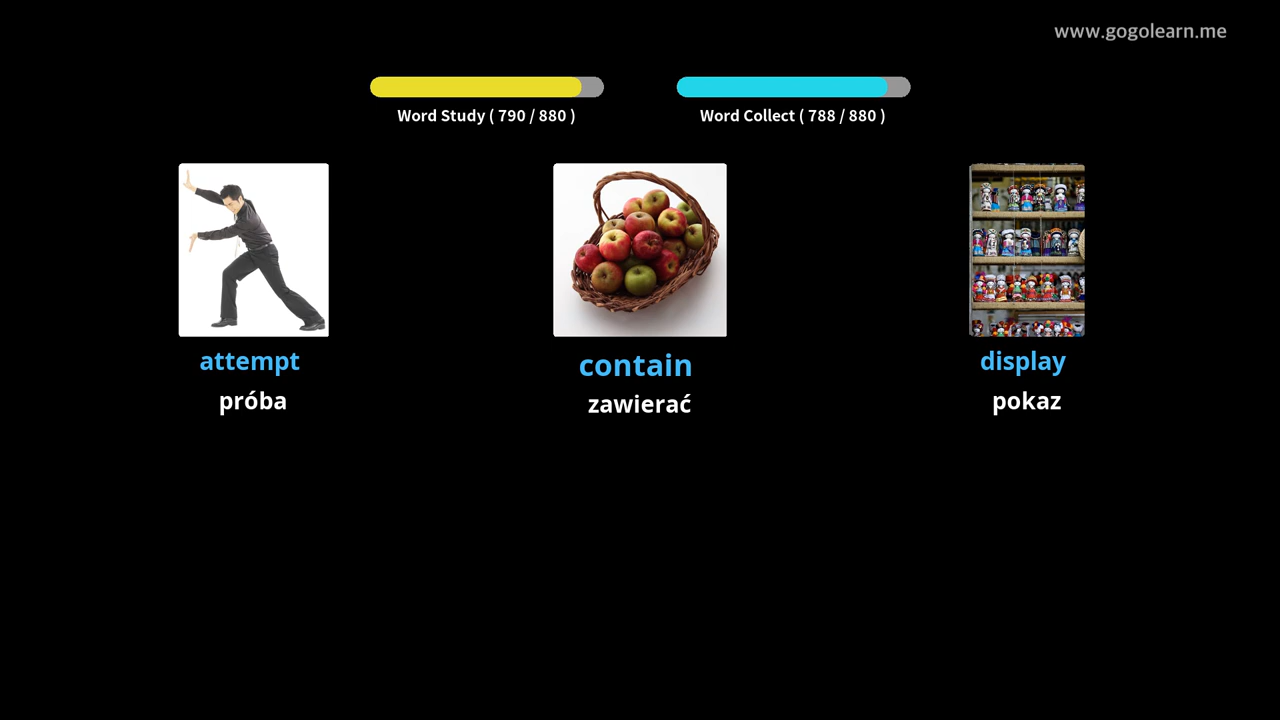 www.gogolearn.me
Word Study ( 790 / 880 )
Word Collect ( 788 / 880 )
attempt
próba
contain
zawierać
display
pokaz